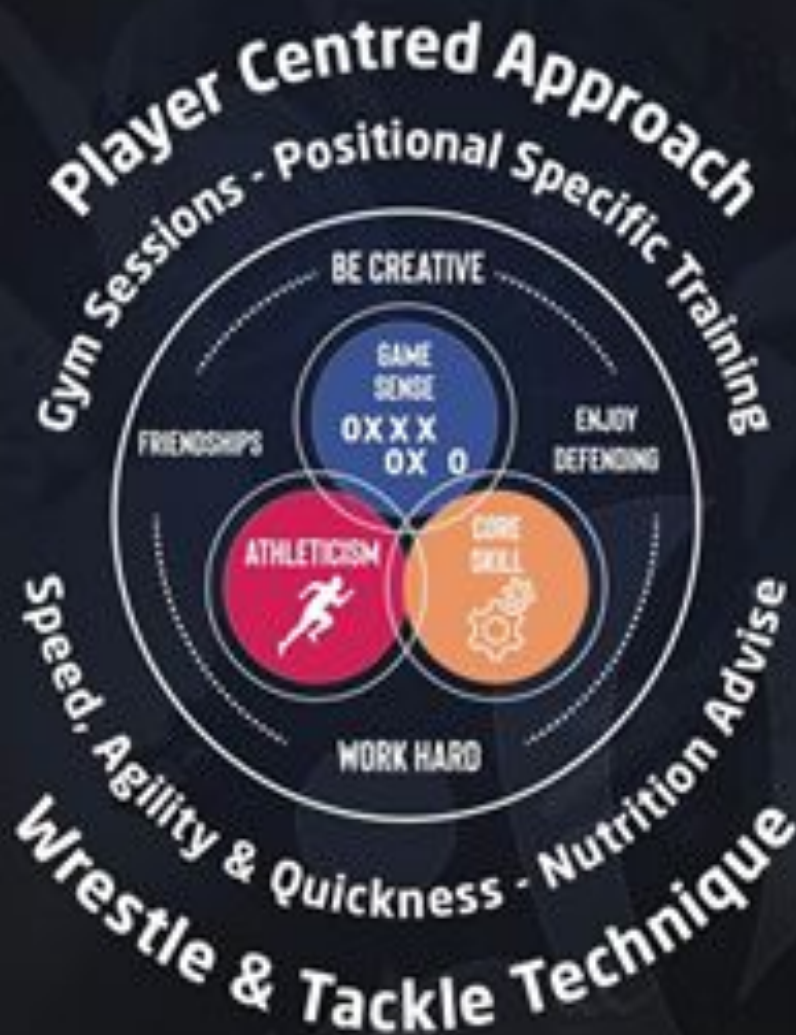 Player Centred Approach
Gym Sessions - Positional Specific Training
BE CREATIVE
GAME
SENSE
OXXX
OX O
FRIENDSHIPS
ENJOY
DEFENDING
ATHLETICISM
CORE
SKILL
WORK HARD
Speed, Agility & Quickness - Nutrition Advise
Wrestle & Tackle Technique